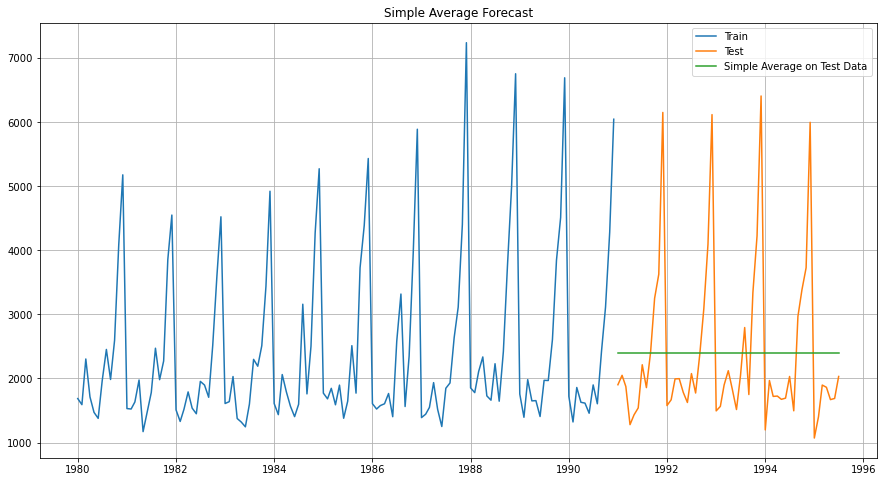 Simple Average Forecast
Train
Test
Simple Average on Test Data
7000
6000
5000
4000
3000
2000
1000
1980 1982 1984 1986 1988 1990 1992 1994 1996